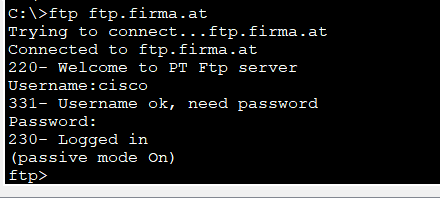 C:\>ftp ftp.firma.at
Trying to connect...ftp.firma.at
Connected to ftp.firma.at
220- Welcome to PT Ftp server
Username:cisco
331- Username ok, need password
Password:
230- Logged in
(passive mode On)
ftp>